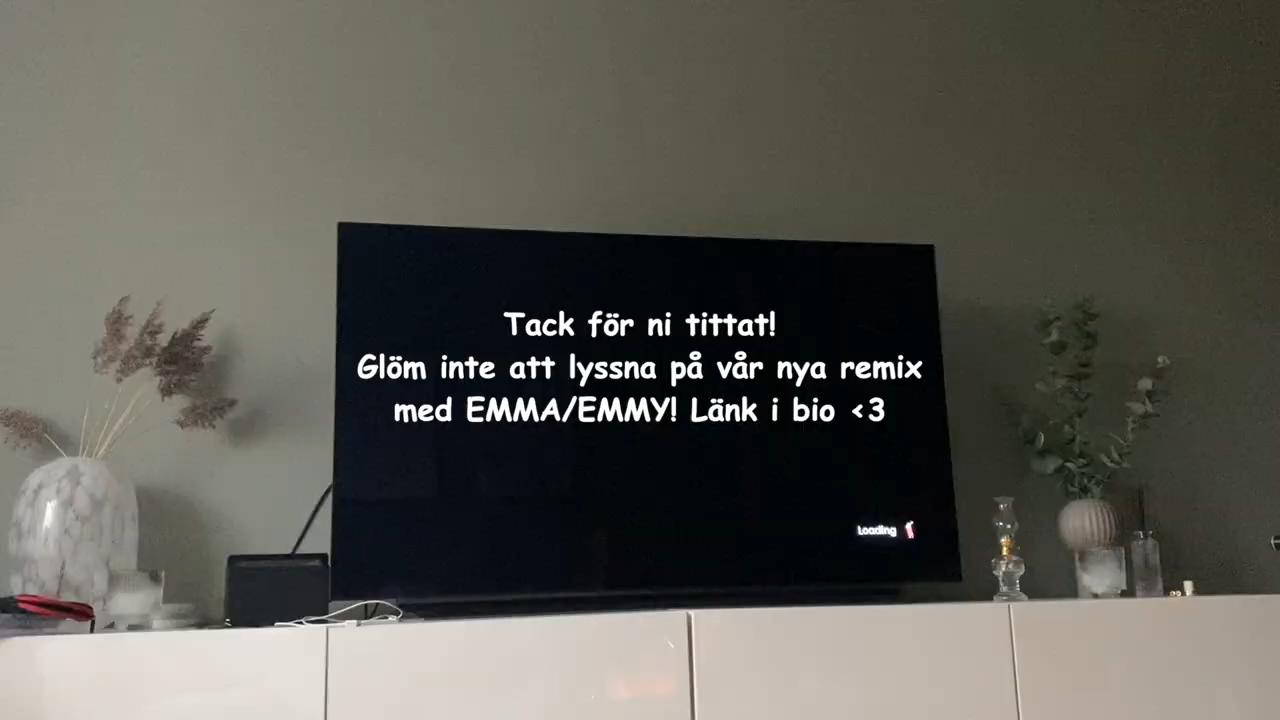 Tack för ni tittat!
Glöm inte att lyssna på vår nya remix
med EMMA/EMMY! Länk i bio <3
Loading